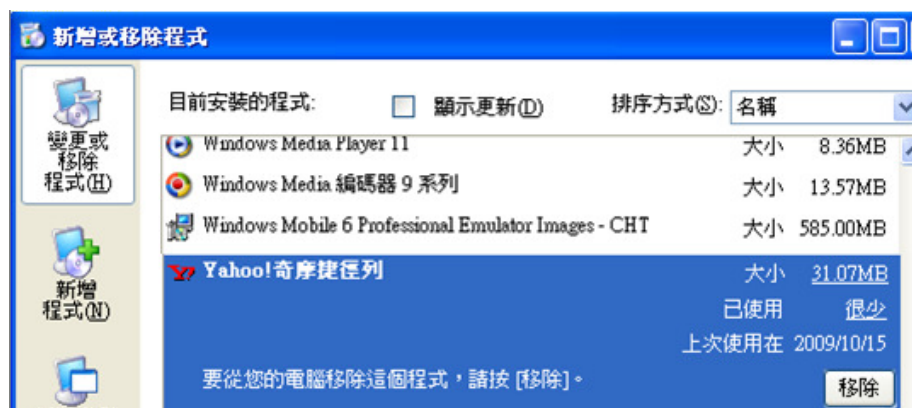 新增或移除程式
變更或
移除
程式(H)
目前安裝的程式:
顯示更新(D)
排序方式(S): 名稱
Windows Media Player 11 大小 8.36MB
Windows Media 編碼器 9 系列 大小 13.57MB
Windows Mobile 6 Professional Emulator Images - CHT 大小 585.00MB
新增
程式(N)
Yahoo!奇摩捷徑列 大小 31.07MB
已使用 很少
上次使用在 2009/10/15
要從您的電腦移除這個程式，請按 [移除]。
移除